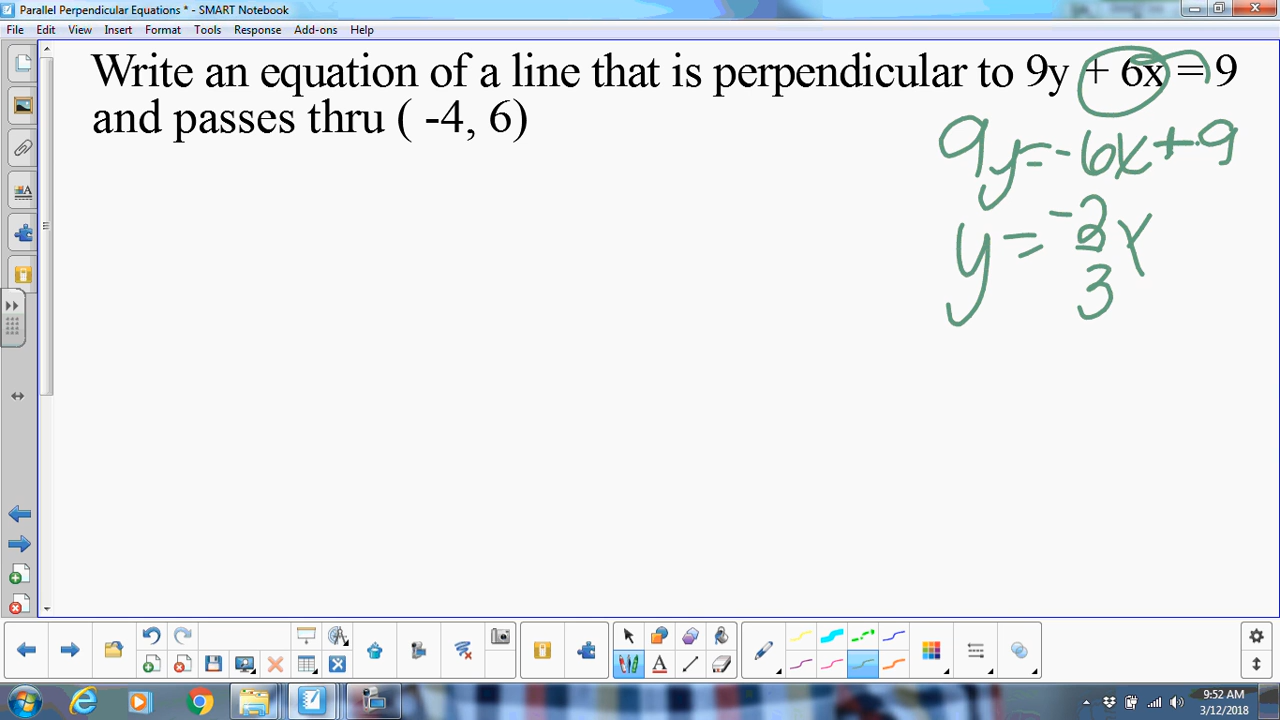 Parallel Perpendicular Equations * - SMART Notebook
File Edit View Insert Format Tools Response Add-ons Help
Write an equation of a line that is perpendicular to 9y + 6x = 9
and passes thru ( -4, 6)
9y = -6x + 9
y = -2/3 x
9:52 AM
3/12/2018